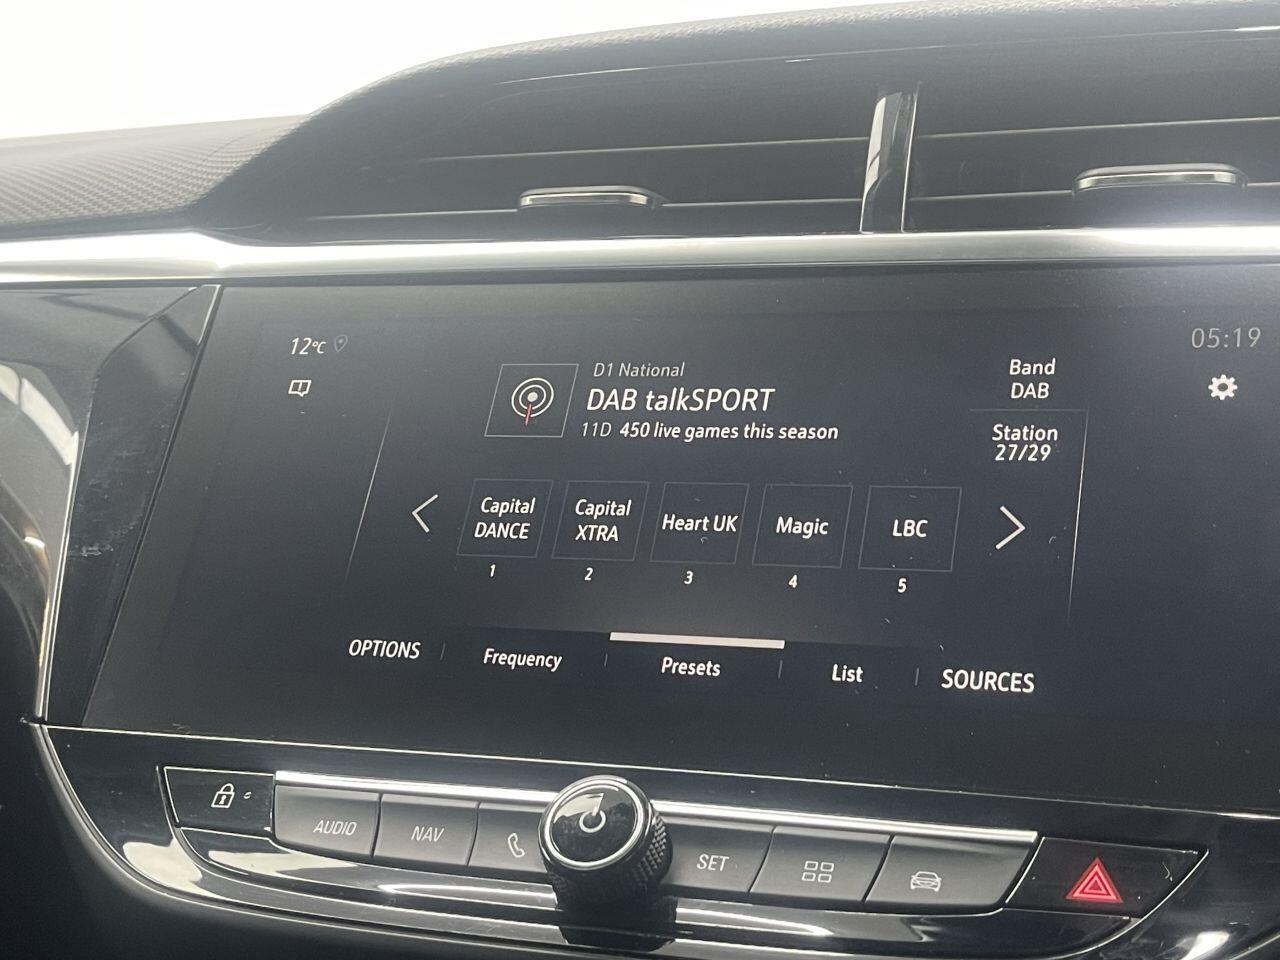 12°C
05:19
D1 National
DAB talkSPORT
11D 450 live games this season
Band
DAB
Station
27/29
Capital
DANCE
Capital
XTRA
Heart UK
Magic
LBC
1
2
3
4
5
OPTIONS
Frequency
Presets
List
SOURCES
AUDIO
NAV
SET